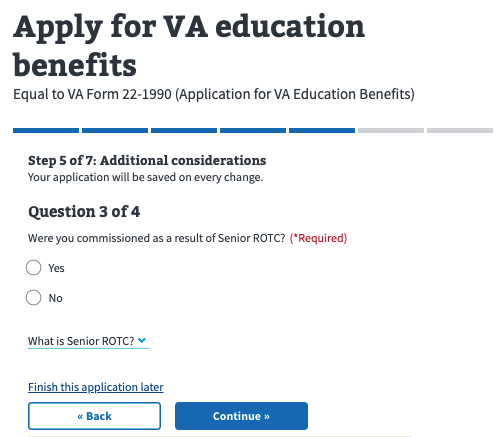 Apply for VA education
benefits
Equal to VA Form 22-1990 (Application for VA Education Benefits)
Step 5 of 7: Additional considerations
Your application will be saved on every change.
Question 3 of 4
Were you commissioned as a result of Senior ROTC? (*Required)
Yes
No
What is Senior ROTC?
Finish this application later
« Back
Continue »